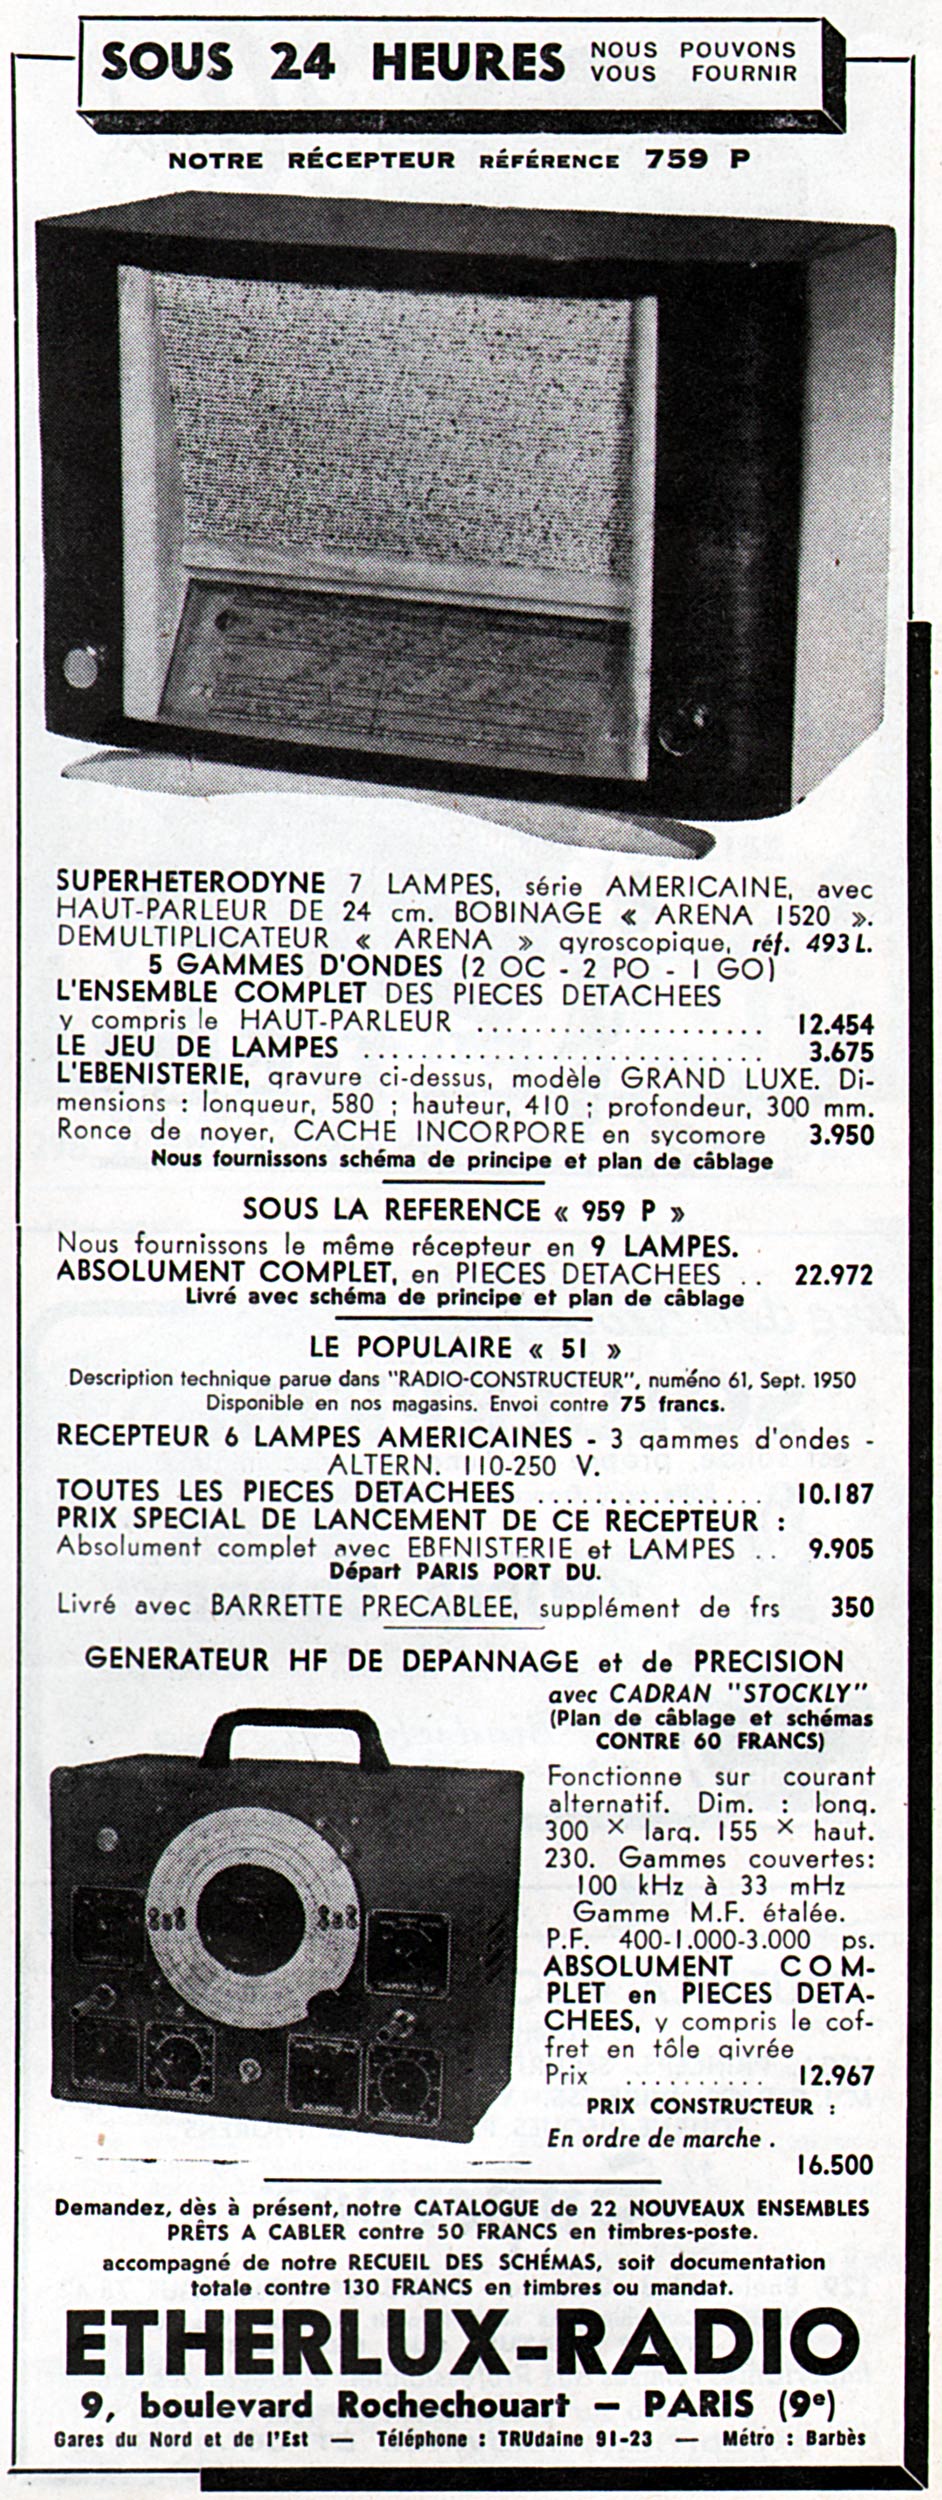 SOUS 24 HEURES NOUS POUVONS
VOUS FOURNIR
NOTRE RÉCEPTEUR RÉFÉRENCE 759 P
SUPERHETERODYNE 7 LAMPES, série AMERICAINE, avec
HAUT-PARLEUR DE 24 cm. BOBINAGE « ARENA 1520 ».
DEMULTIPLICATEUR « ARENA » gyroscopique, réf. 493 L.
5 GAMMES D'ONDES (2 OC - 2 PO - 1 GO)
L'ENSEMBLE COMPLET DES PIECES DETACHEES
y compris le HAUT-PARLEUR .................... 12.454
LE JEU DE LAMPES ............................ 3.675
L'EBENISTERIE, gravure ci-dessus, modèle GRAND LUXE. Di-
mensions : longueur, 580 ; hauteur, 410 ; profondeur, 300 mm.
Ronce de noyer, CACHE INCORPORE en sycomore 3.950
Nous fournissons schéma de principe et plan de câblage
SOUS LA REFERENCE « 959 P »
Nous fournissons le même récepteur en 9 LAMPES.
ABSOLUMENT COMPLET, en PIECES DETACHEES .. 22.972
Livré avec schéma de principe et plan de câblage
LE POPULAIRE « 51 »
Description technique parue dans "RADIO-CONSTRUCTEUR", numéno 61, Sept. 1950
Disponible en nos magasins. Envoi contre 75 francs.
RECEPTEUR 6 LAMPES AMERICAINES - 3 gammes d'ondes -
ALTERN. 110-250 V.
TOUTES LES PIECES DETACHEES ................ 10.187
PRIX SPECIAL DE LANCEMENT DE CE RECEPTEUR :
Absolument complet avec EBENISTERIE et LAMPES .. 9.905
Départ PARIS PORT DU.
Livré avec BARRETTE PRECABLEE, supplément de frs 350
GENERATEUR HF DE DEPANNAGE et de PRECISION
avec CADRAN "STOCKLY"
(Plan de câblage et schémas
CONTRE 60 FRANCS)
Fonctionne sur courant
alternatif. Dim. : long.
300 × larg. 155 × haut.
230. Gammes couvertes:
100 kHz à 33 mHz
Gamme M.F. étalée.
P.F. 400-1.000-3.000 ps.
ABSOLUMENT COM-
PLET en PIECES DETA-
CHEES, y compris le cof-
fret en tôle givrée
Prix .......... 12.967
PRIX CONSTRUCTEUR :
En ordre de marche .
16.500
Demandez, dès à présent, notre CATALOGUE de 22 NOUVEAUX ENSEMBLES
PRÊTS A CABLER contre 50 FRANCS en timbres-poste.
accompagné de notre RECUEIL DES SCHÉMAS, soit documentation
totale contre 130 FRANCS en timbres ou mandat.
ETHERLUX-RADIO
9, boulevard Rochechouart — PARIS (9e)
Gares du Nord et de l'Est — Téléphone : TRUdaine 91-23 — Métro : Barbès